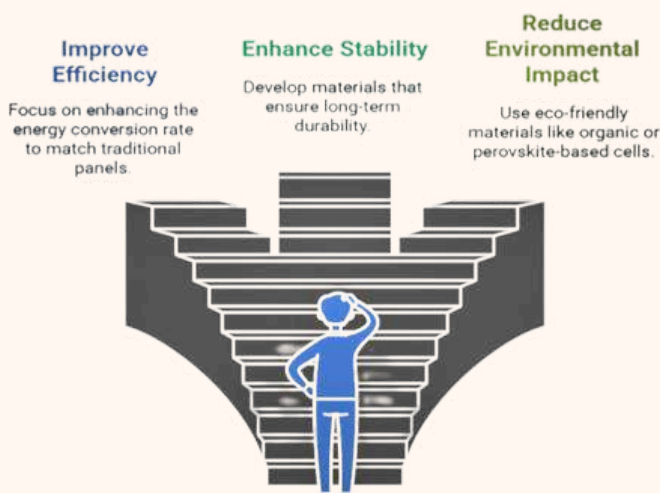 Improve
Efficiency
Focus on enhancing the
energy conversion rate
to match traditional
panels.
Enhance Stability
Develop materials that
ensure long-term
durability.
Reduce
Environmental
Impact
Use eco-friendly
materials like organic or
perovskite-based cells.